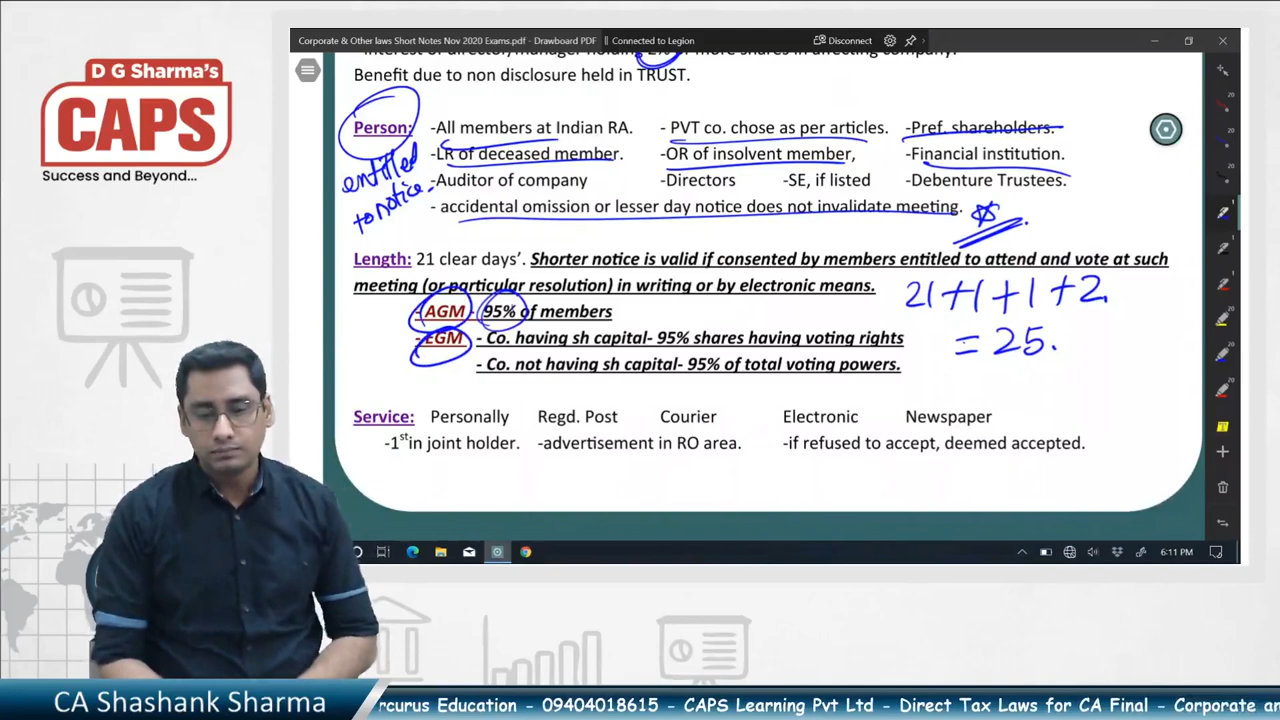 D G Sharma's
CAPS
Success and Beyond...
Corporate & Other laws Short Notes Nov 2020 Exams.pdf - Drawboard PDF
Connected to Legion
Disconnect
Benefit due to non disclosure held in TRUST.
Person: -All members at Indian RA. - PVT co. chose as per articles. -Pref. shareholders.
-LR of deceased member. -OR of insolvent member, -Financial institution.
entitled to notice
-Auditor of company -Directors -SE, if listed -Debenture Trustees.
- accidental omission or lesser day notice does not invalidate meeting.
Length: 21 clear days'. Shorter notice is valid if consented by members entitled to attend and vote at such
meeting (or particular resolution) in writing or by electronic means.
21+1+1+2
= 25.
- AGM - 95% of members
- EGM - Co. having sh capital- 95% shares having voting rights
- Co. not having sh capital- 95% of total voting powers.
Service: Personally Regd. Post Courier Electronic Newspaper
-1st in joint holder. -advertisement in RO area. -if refused to accept, deemed accepted.
6:11 PM
CA Shashank Sharma
rcurus Education - 09404018615 - CAPS Learning Pvt Ltd - Direct Tax Laws for CA Final - Corporate an